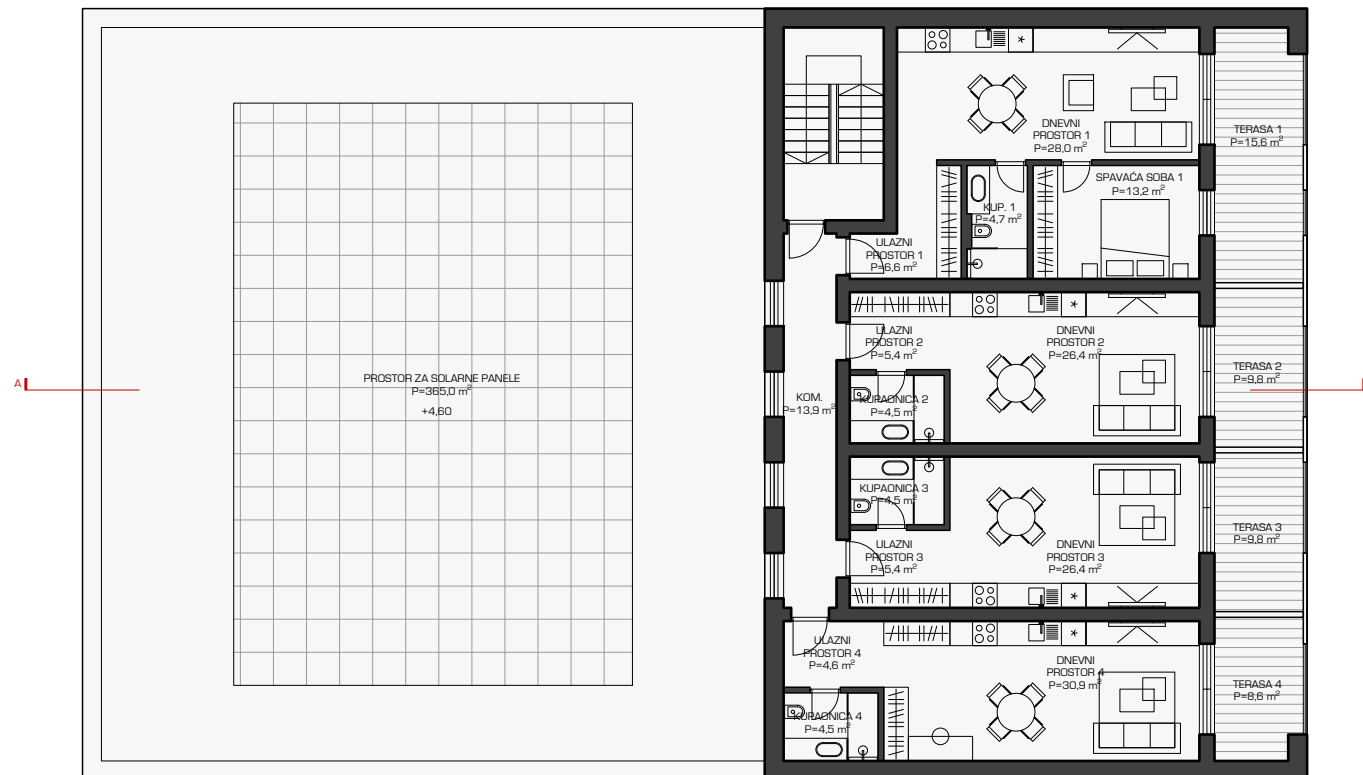 DNEVNI
PROSTOR 1
P=28,0 m²
TERASA 1
P=15,6 m²
SPAVAĆA SOBA 1
P=13,2 m²
KUP. 1
P=4,7 m²
ULAZNI
PROSTOR 1
P=6,6 m²
ULAZNI
PROSTOR 2
P=5,4 m²
DNEVNI
PROSTOR 2
P=26,4 m²
TERASA 2
P=9,8 m²
A
PROSTOR ZA SOLARNE PANELE
P=365,0 m²
+4,60
KOM.
P=13,9 m²
KUPAONICA 2
P=4,5 m²
KUPAONICA 3
P=4,5 m²
ULAZNI
PROSTOR 3
P=5,4 m²
DNEVNI
PROSTOR 3
P=26,4 m²
TERASA 3
P=9,8 m²
ULAZNI
PROSTOR 4
P=4,6 m²
DNEVNI
PROSTOR 4
P=30,9 m²
TERASA 4
P=8,6 m²
KUPAONICA 4
P=4,5 m²